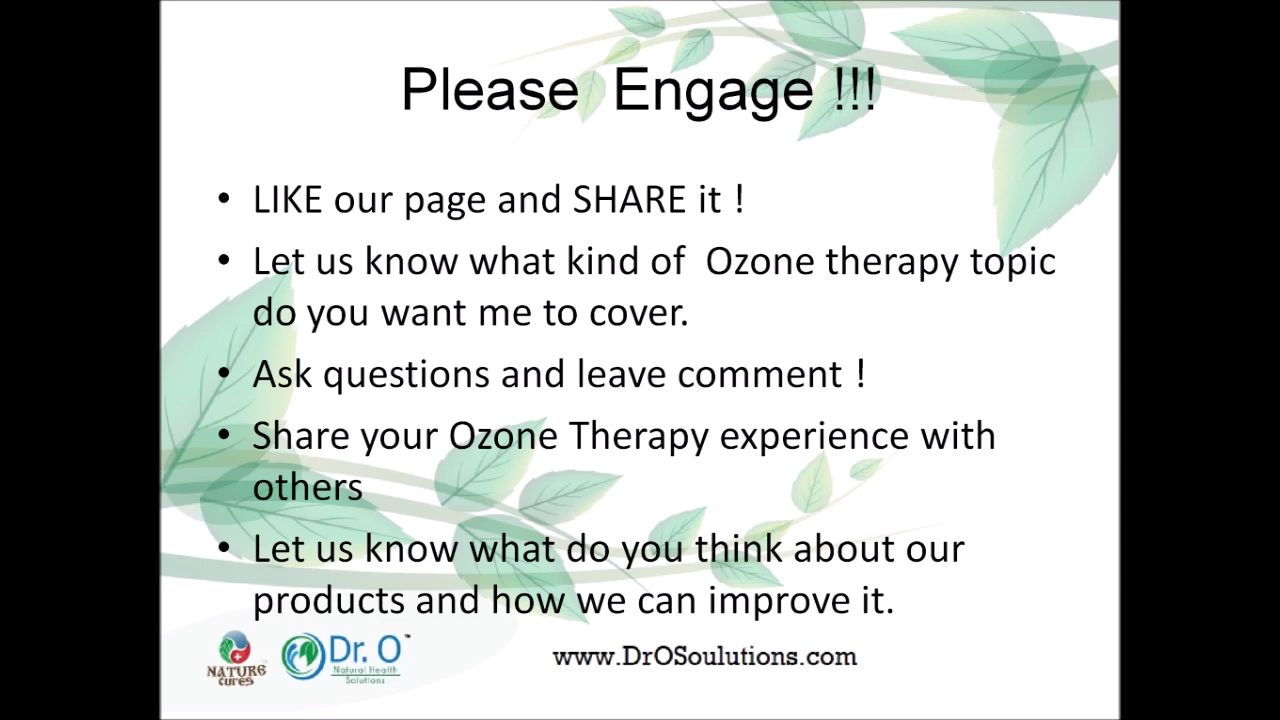 Please  Engage !!!
• LIKE our page and SHARE it !
• Let us know what kind of  Ozone therapy topic
do you want me to cover.
• Ask questions and leave comment !
• Share your Ozone Therapy experience with
others
• Let us know what do you think about our
products and how we can improve it.
NATURE
cures
Dr. O™
Natural Health
Solutions
www.DrOSoulutions.com